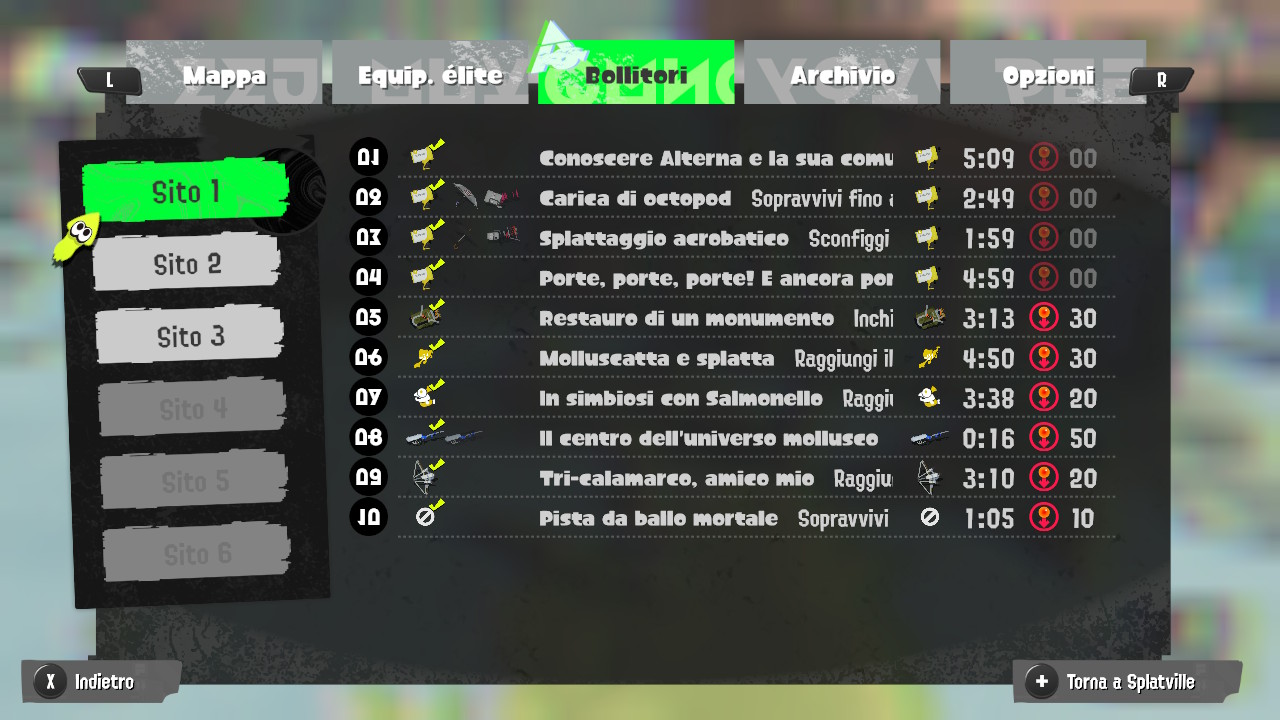 L Mappa Equip. élite Bollitori Archivio Opzioni R
Sito 1
Sito 2
Sito 3
Sito 4
Sito 5
Sito 6
01 Conoscere Alterna e la sua comu 5:09 00
02 Carica di octopod Sopravvivi fino a 2:49 00
03 Splattaggio acrobatico Sconfiggi 1:59 00
04 Porte, porte, porte! E ancora por 4:59 00
05 Restauro di un monumento Inchi 3:13 30
06 Molluscatta e splatta Raggiungi il 4:50 30
07 In simbiosi con Salmonello Raggiu 3:38 20
08 Il centro dell'universo mollusco 0:16 50
09 Tri-calamarco, amico mio Raggiu 3:10 20
10 Pista da ballo mortale Sopravvivi 1:05 10
X Indietro
+ Torna a Splatville